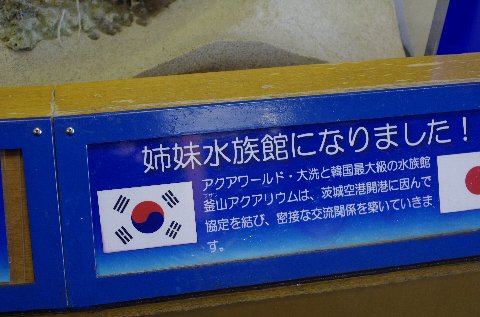 姉妹水族館になりました！
アクアワールド・大洗と韓国最大級の水族館
釜山アクアリウムは、茨城空港開港に因んで
協定を結び、密接な交流関係を築いていきま
す。